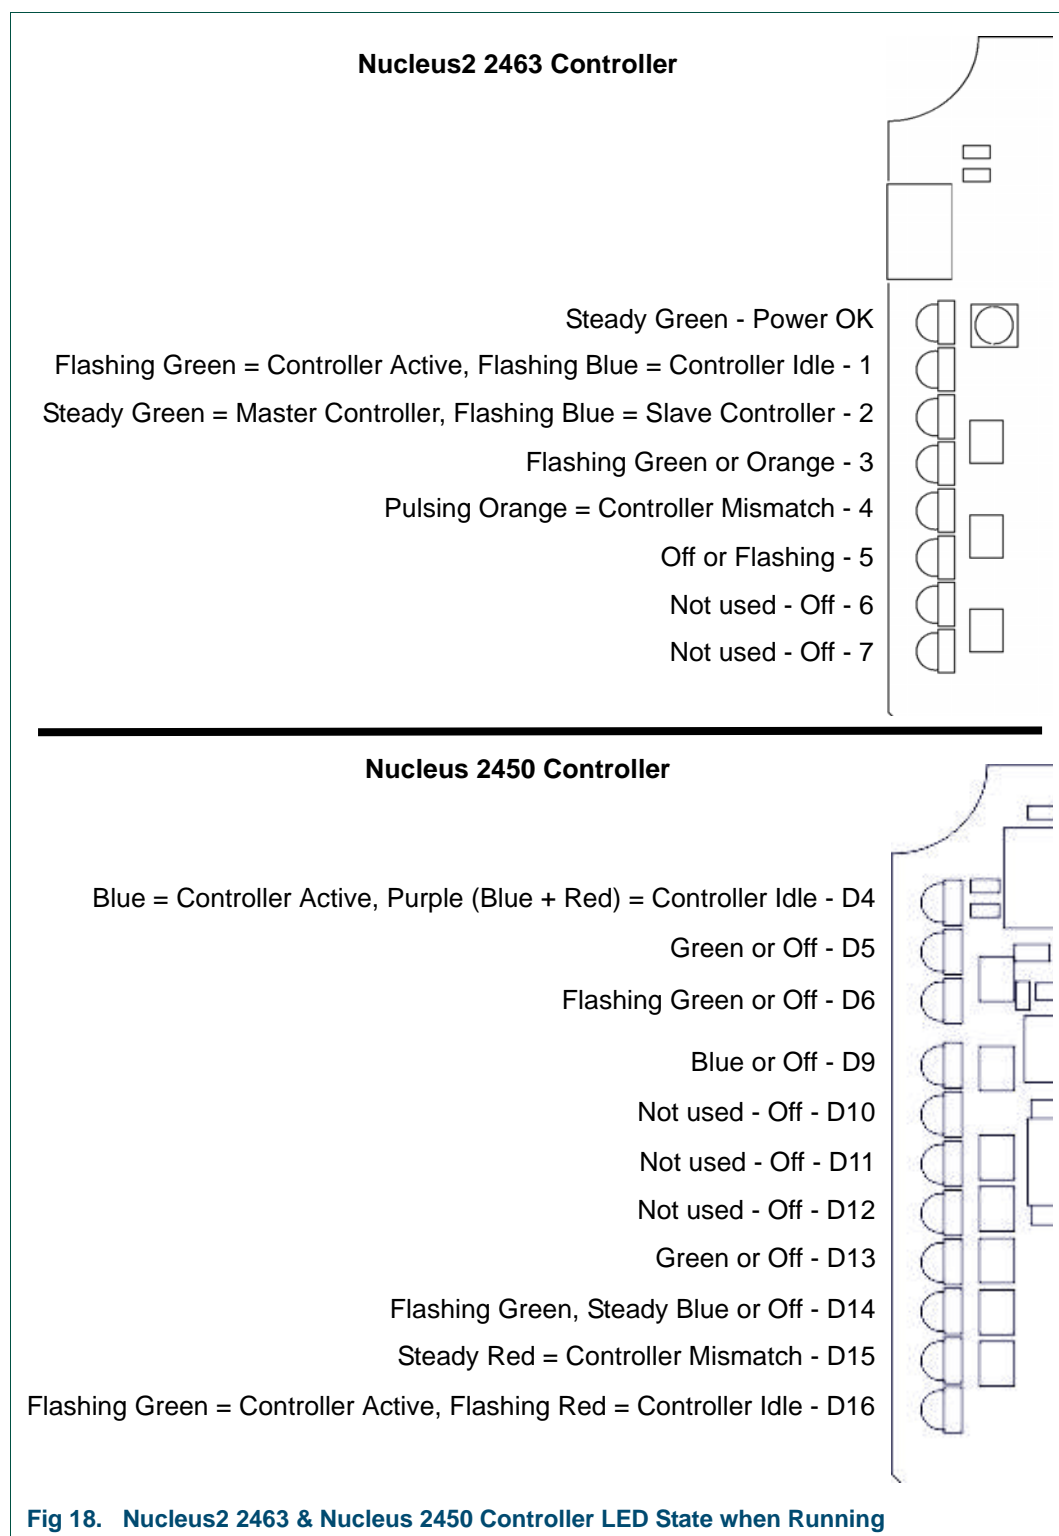 Nucleus2 2463 Controller
Steady Green - Power OK
Flashing Green = Controller Active, Flashing Blue = Controller Idle - 1
Steady Green = Master Controller, Flashing Blue = Slave Controller - 2
Flashing Green or Orange - 3
Pulsing Orange = Controller Mismatch - 4
Off or Flashing - 5
Not used - Off - 6
Not used - Off - 7
Nucleus 2450 Controller
Blue = Controller Active, Purple (Blue + Red) = Controller Idle - D4
Green or Off - D5
Flashing Green or Off - D6
Blue or Off - D9
Not used - Off - D10
Not used - Off - D11
Not used - Off - D12
Green or Off - D13
Flashing Green, Steady Blue or Off - D14
Steady Red = Controller Mismatch - D15
Flashing Green = Controller Active, Flashing Red = Controller Idle - D16
Fig 18. Nucleus2 2463 & Nucleus 2450 Controller LED State when Running